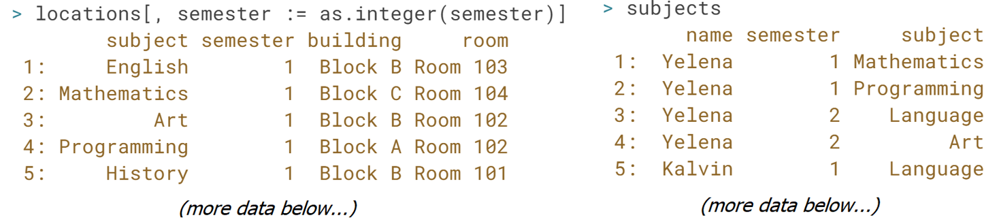 > locations[, semester := as.integer(semester)]
subject semester building room
1: English 1 Block B Room 103
2: Mathematics 1 Block C Room 104
3: Art 1 Block B Room 102
4: Programming 1 Block A Room 102
5: History 1 Block B Room 101
(more data below...)
> subjects
name semester subject
1: Yelena 1 Mathematics
2: Yelena 1 Programming
3: Yelena 2 Language
4: Yelena 2 Art
5: Kalvin 1 Language
(more data below...)